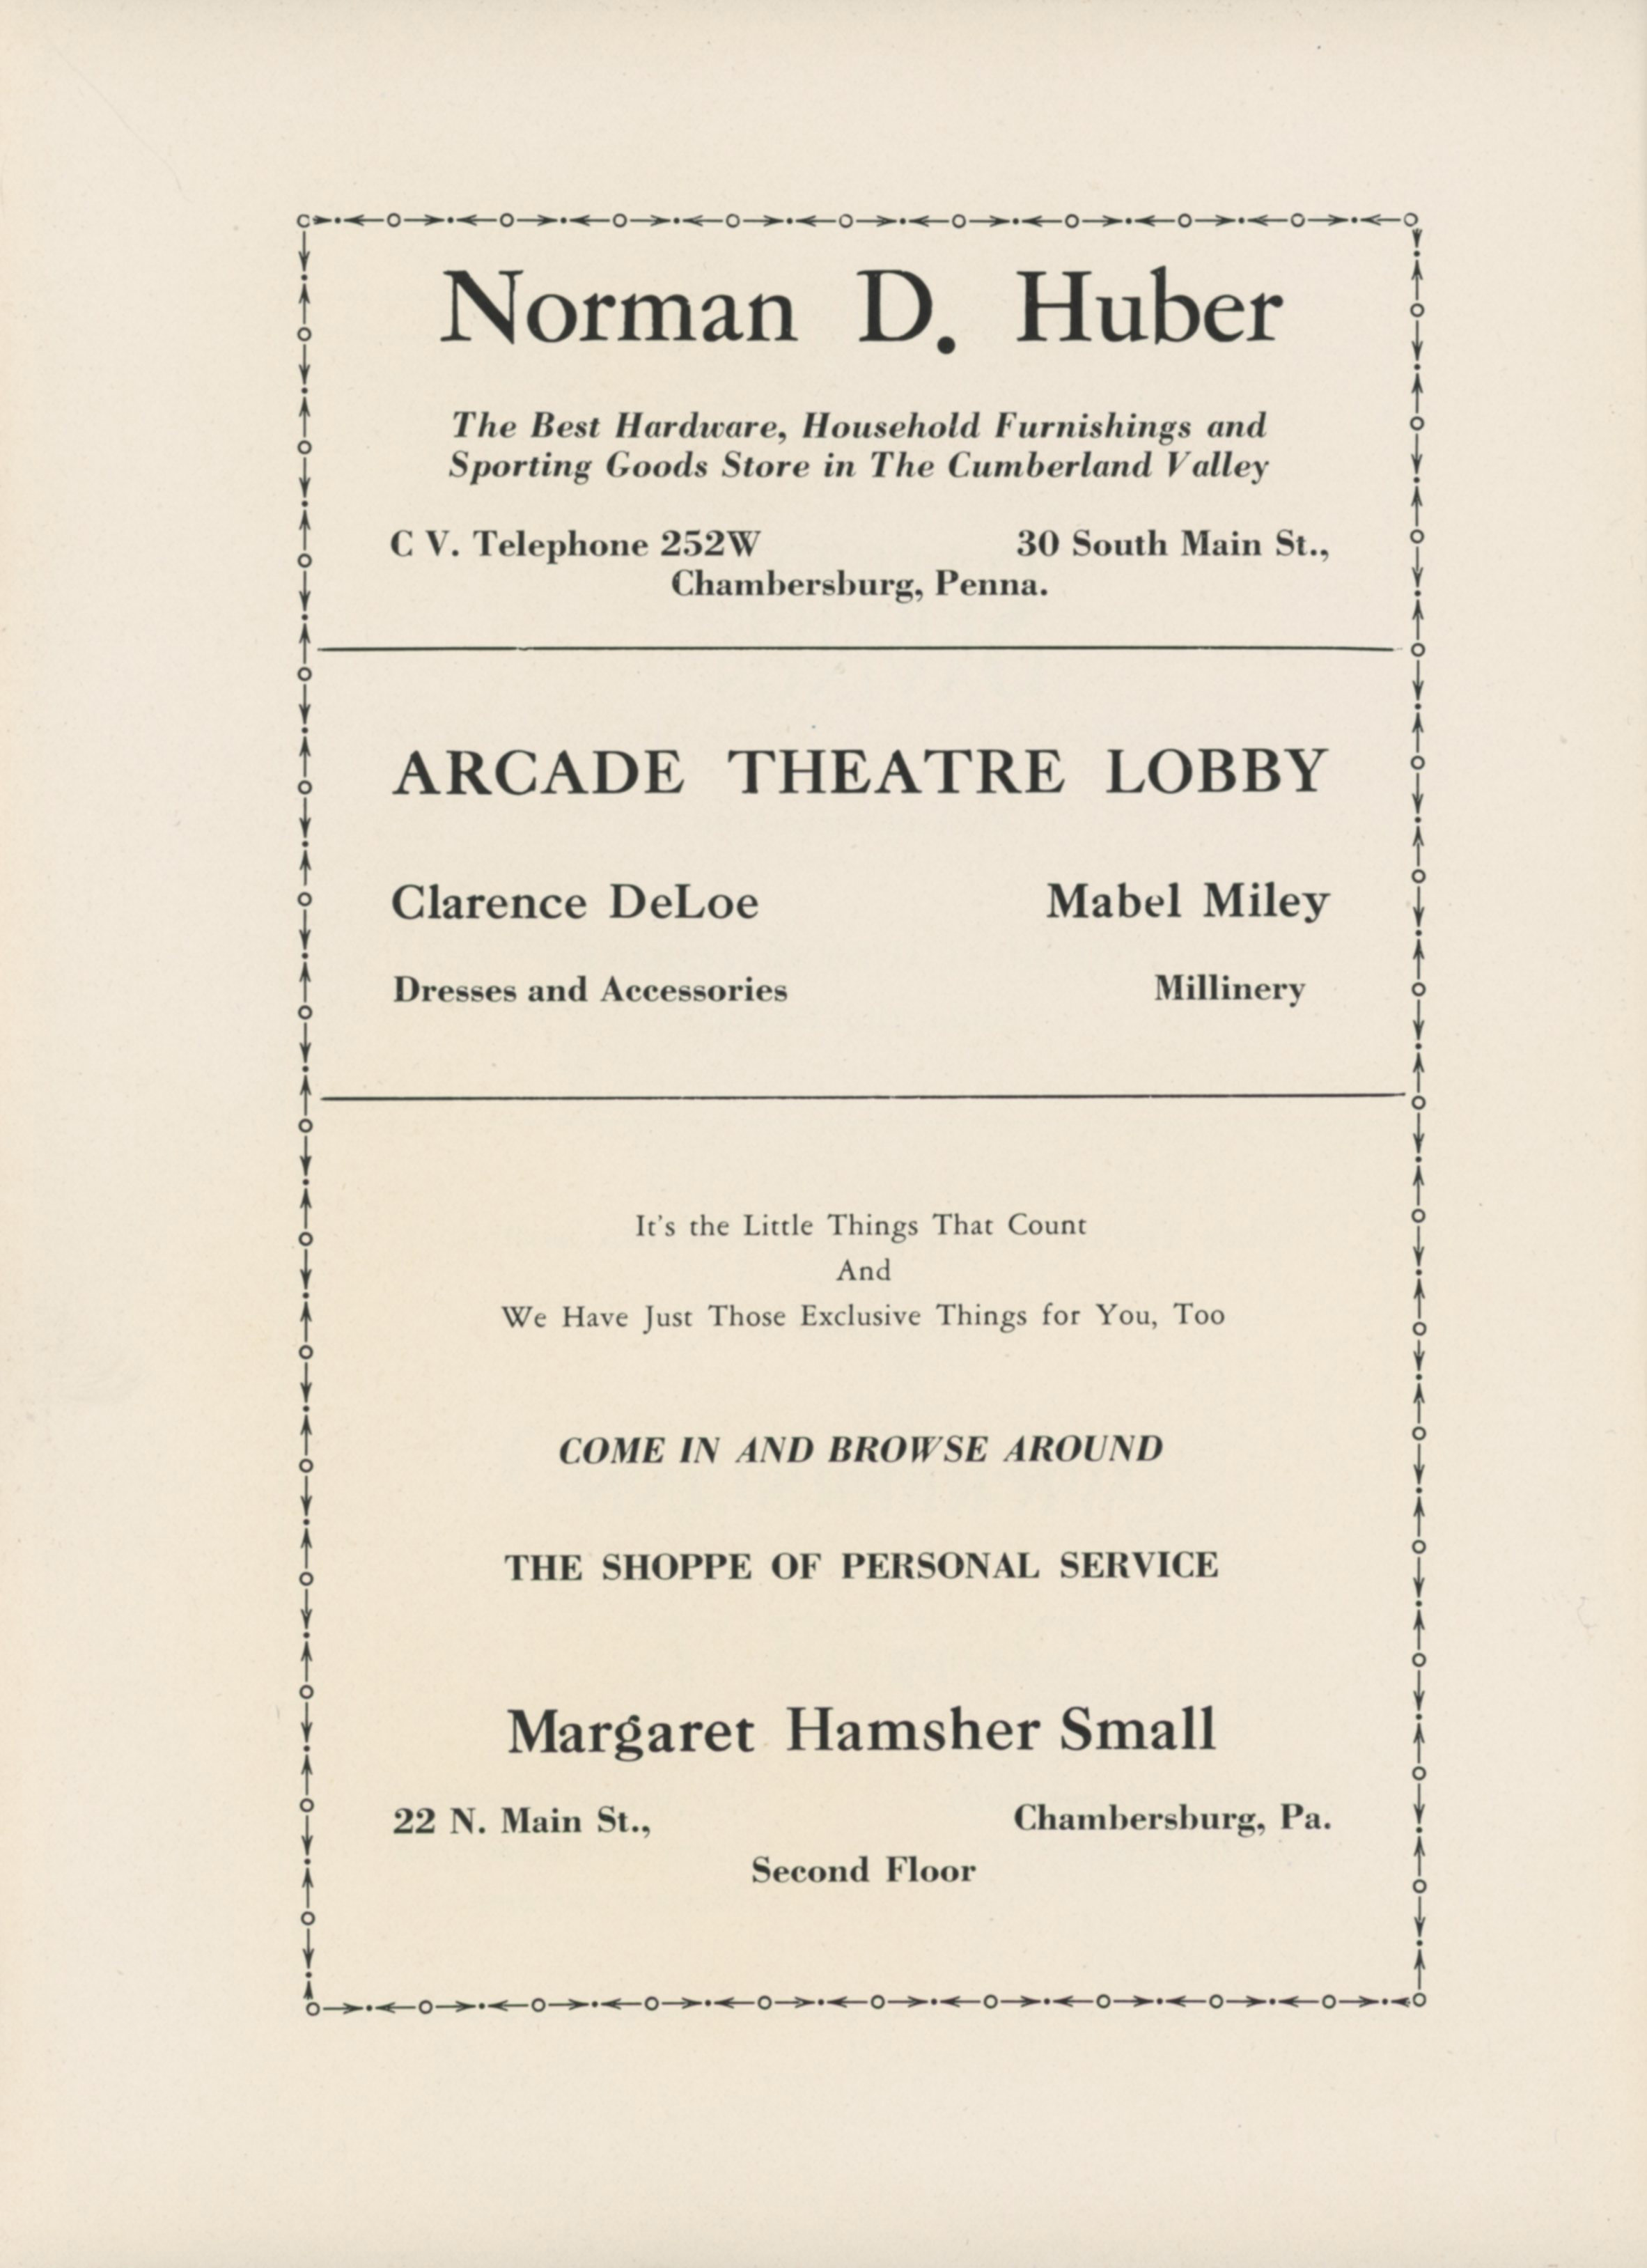 Norman D. Huber
The Best Hardware, Household Furnishings and
Sporting Goods Store in The Cumberland Valley
C V. Telephone 252W 30 South Main St.,
Chambersburg, Penna.
ARCADE THEATRE LOBBY
Clarence DeLoe Mabel Miley
Dresses and Accessories Millinery
It's the Little Things That Count
And
We Have Just Those Exclusive Things for You, Too
COME IN AND BROWSE AROUND
THE SHOPPE OF PERSONAL SERVICE
Margaret Hamsher Small
22 N. Main St., Chambersburg, Pa.
Second Floor